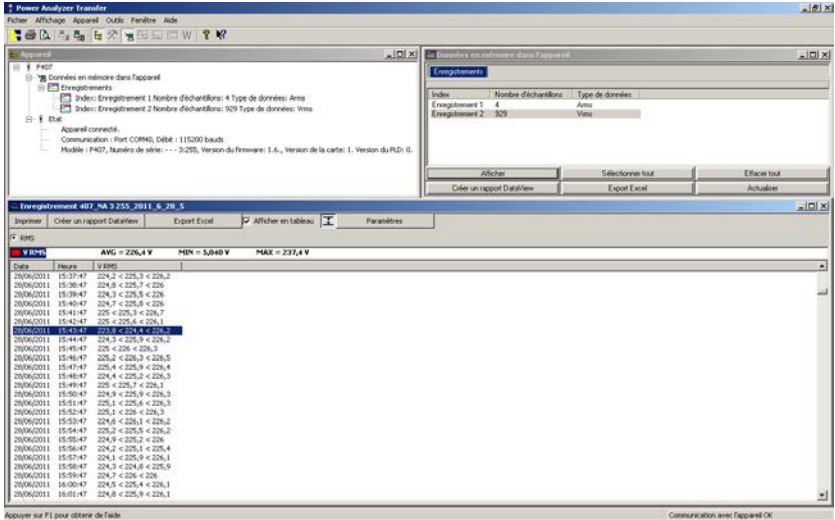 Power Analyzer Transfer
Fichier Affichage Appareil Outils Fenêtre Aide
Appareil
F407
Données en mémoire dans l'appareil
Enregistrements
Index: Enregistrement 1 Nombre d'échantillons: 4 Type de données: Arms
Index: Enregistrement 2 Nombre d'échantillons: 929 Type de données: Vrms
Etat
Appareil connecté.
Communication : Port COM40, Débit : 115200 bauds.
Modèle : F407, Numéro de série: - - - 3:255, Version du firmware: 1.6., Version de la carte: 1. Version du PLD: 0.
Données en mémoire dans l'appareil
Enregistrements
Index Nombre d'échantillons Type de données
Enregistrement 1 4 Arms
Enregistrement 2 929 Vrms
Afficher Sélectionner tout Effacer tout
Créer un rapport DataView Export Excel Actualiser
Enregistrement 407_NA 3 255_2011_6_28_5
Imprimer Créer un rapport DataView Export Excel Afficher en tableau Paramètres
RMS
V RMS AVG = 226,4 V MIN = 5,040 V MAX = 237,4 V
Date Heure V RMS
28/06/2011 15:37:47 224,2 < 225,3 < 226,2
28/06/2011 15:38:47 224,8 < 225,7 < 226
28/06/2011 15:39:47 224,3 < 225,5 < 226
28/06/2011 15:40:47 224,7 < 225,8 < 226
28/06/2011 15:41:47 225 < 225,3 < 226,7
28/06/2011 15:42:47 225 < 225,6 < 226,1
28/06/2011 15:43:47 223,8 < 224,4 < 226,2
28/06/2011 15:44:47 224,3 < 225,9 < 226,2
28/06/2011 15:45:47 225 < 226 < 226,3
28/06/2011 15:46:47 225,2 < 226,3 < 226,5
28/06/2011 15:47:47 225,4 < 225,9 < 226,4
28/06/2011 15:48:47 224,4 < 225,2 < 226,3
28/06/2011 15:49:47 225 < 225,7 < 226,1
28/06/2011 15:50:47 224,9 < 225,9 < 226,3
28/06/2011 15:51:47 225,1 < 225,6 < 226,3
28/06/2011 15:52:47 225,1 < 226 < 226,3
28/06/2011 15:53:47 224,6 < 226,1 < 226,2
28/06/2011 15:54:47 225,2 < 225,5 < 226,2
28/06/2011 15:55:47 224,9 < 225,2 < 226
28/06/2011 15:56:47 224,2 < 225,1 < 225,4
28/06/2011 15:57:47 224,1 < 225,9 < 226,1
28/06/2011 15:58:47 224,3 < 224,8 < 225,9
28/06/2011 15:59:47 224,7 < 226 < 226
28/06/2011 16:00:47 224,5 < 225,4 < 226,1
28/06/2011 16:01:47 224,8 < 225,9 < 226,1
Appuyer sur F1 pour obtenir de l'aide Communication avec l'appareil OK